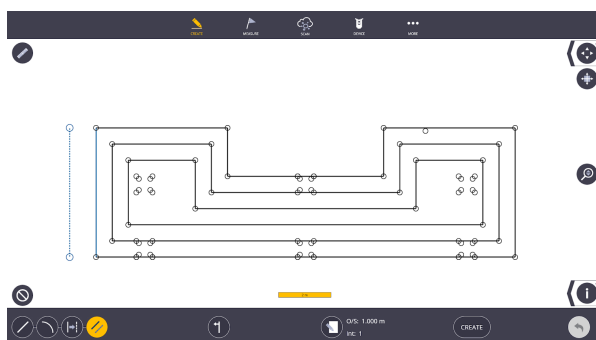 CREATE
MEASURE
SCAN
DEVICE
MORE
O/S: 1.000 m
Int: 1
CREATE